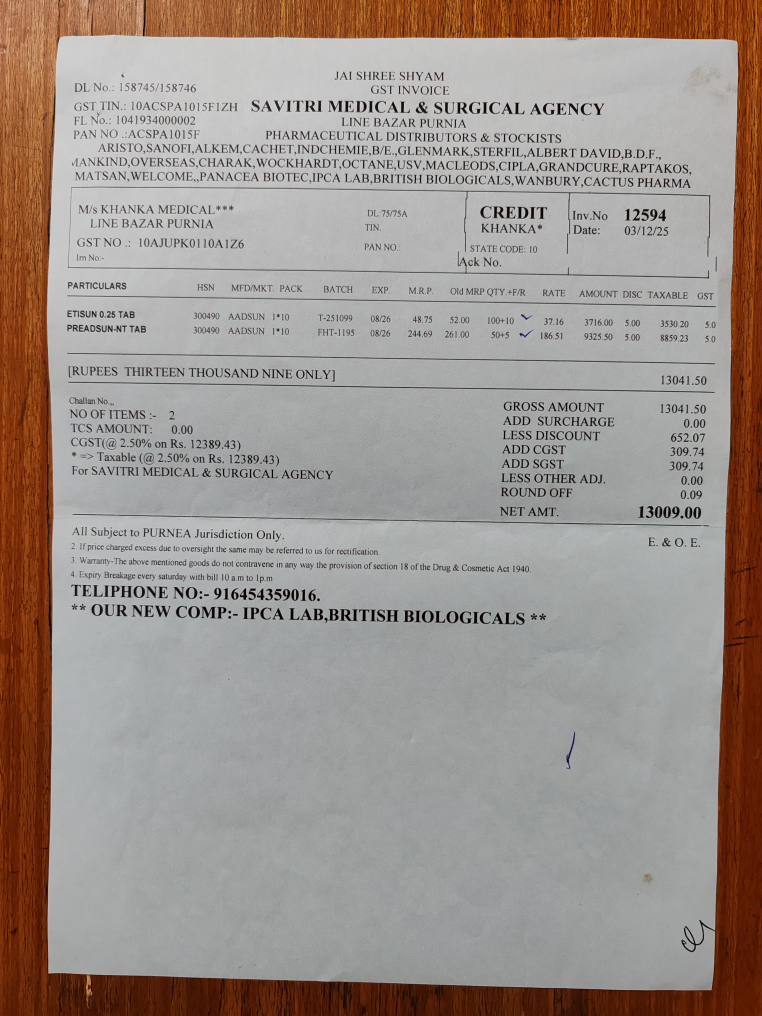 JAI SHREE SHYAM
DL No.: 158745/158746 GST INVOICE
GST TIN.: 10ACSPA1015F1ZH SAVITRI MEDICAL & SURGICAL AGENCY
FL No.: 1041934000002 LINE BAZAR PURNIA
PAN NO .:ACSPA1015F PHARMACEUTICAL DISTRIBUTORS & STOCKISTS
ARISTO,SANOFI,ALKEM,CACHET,INDCHEMIE,B/E,GLENMARK,STERFIL,ALBERT DAVID,B.D.F.,
MANKIND,OVERSEAS,CHARAK,WOCKHARDT,OCTANE,USV,MACLEODS,CIPLA,GRANDCURE,RAPTAKOS,
MATSAN,WELCOME,,PANACEA BIOTEC,IPCA LAB,BRITISH BIOLOGICALS,WANBURY,CACTUS PHARMA
M/s KHANKA MEDICAL*** DL:75/75A CREDIT Inv.No 12594
LINE BAZAR PURNIA TIN. KHANKA* Date: 03/12/25
GST NO .: 10AJUPK0110A1Z6 PAN NO.: STATE CODE: 10
Im No:- Ack No.
PARTICULARS HSN MFD/MKT. PACK BATCH EXP. M.R.P. Old MRP QTY.+F/R RATE AMOUNT DISC TAXABLE GST
ETISUN 0.25 TAB 300490 AADSUN 1*10 T-251099 08/26 48.75 52.00 100+10 37.16 3716.00 5.00 3530.20 5.0
PREADSUN-NT TAB 300490 AADSUN 1*10 FHT-1195 08/26 244.69 261.00 50+5 186.51 9325.50 5.00 8859.23 5.0
[RUPEES THIRTEEN THOUSAND NINE ONLY] 13041.50
Challan No.,,
NO OF ITEMS :- 2
TCS AMOUNT: 0.00
CGST(@ 2.50% on Rs. 12389.43)
* => Taxable (@ 2.50% on Rs. 12389.43)
For SAVITRI MEDICAL & SURGICAL AGENCY
GROSS AMOUNT 13041.50
ADD SURCHARGE 0.00
LESS DISCOUNT 652.07
ADD CGST 309.74
ADD SGST 309.74
LESS OTHER ADJ. 0.00
ROUND OFF 0.09
NET AMT. 13009.00
All Subject to PURNEA Jurisdiction Only. E. & O. E.
2. If price charged excess due to oversight the same may be referred to us for rectification.
3. Warranty-The above mentioned goods do not contravene in any way the provision of section 18 of the Drug & Cosmetic Act 1940.
4. Expiry Breakage every saturday with bill 10 a.m to 1p.m
TELIPHONE NO:- 916454359016.
** OUR NEW COMP:- IPCA LAB,BRITISH BIOLOGICALS **